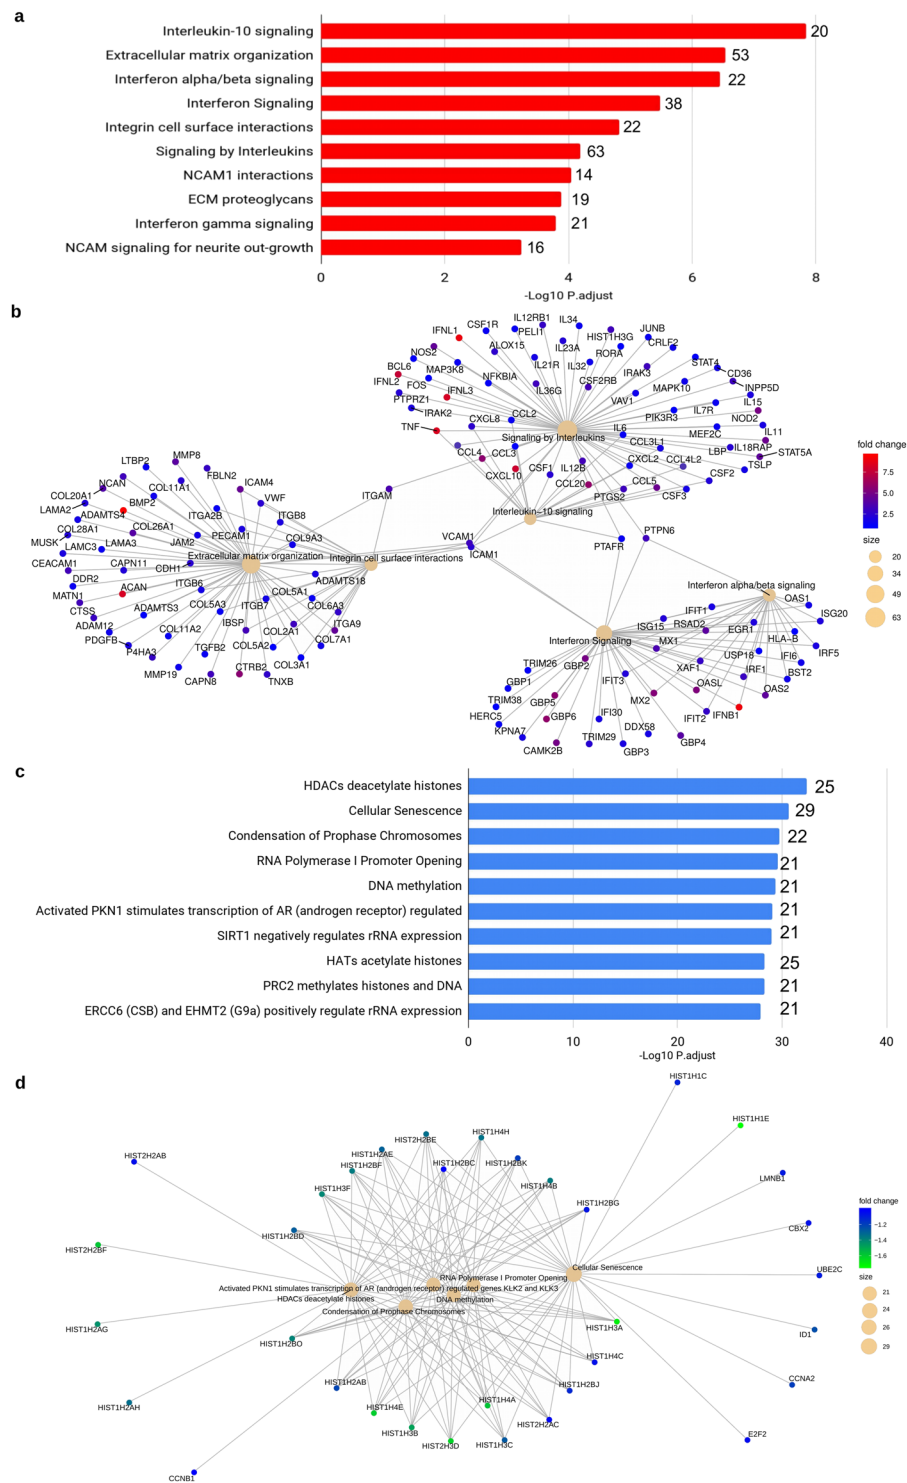 a
Interleukin-10 signaling 20
Extracellular matrix organization 53
Interferon alpha/beta signaling 22
Interferon Signaling 38
Integrin cell surface interactions 22
Signaling by Interleukins 63
NCAM1 interactions 14
ECM proteoglycans 19
Interferon gamma signaling 21
NCAM signaling for neurite out-growth 16
0 2 4 6 8
-Log10 P.adjust
b
IL12RB1
IL34
CSF1R
PELI1
HIST1H3G
JUNB
IFNL1
IL23A
CRLF2
NOS2
ALOX15
RORA
IL21R
IL32
STAT4
BCL6
MAP3K8
IRAK3
CD36
IFNL2
FOS
NFKBIA
IL36G
CSF2RB
MAPK10
INPP5D
PTPRZ1
IFNL3
VAV1
IL15
IRAK2
CXCL8
CCL2
PIK3R3
IL7R
NOD2
TNF
Signaling by Interleukins
IL6
MEF2C
IL11
CCL4
CCL3
CCL3L1
LBP
IL18RAP
STAT5A
CXCL10
CSF1
IL12B
CXCL2
CCL4L2
TSLP
CCL20
CCL5
CSF2
PTGS2
CSF3
Interleukin-10 signaling
PTAFR
PTPN6
ITGAM
VCAM1
ICAM1
LTBP2
MMP8
FBLN2
NCAN
COL11A1
ICAM4
COL20A1
BMP2
VWF
LAMA2
ADAMTS4
ITGA2B
ITGB8
COL28A1
COL26A1
PECAM1
COL9A3
MUSK
LAMC3
LAMA3
JAM2
Extracellular matrix organization
Integrin cell surface interactions
CEACAM1
CAPN11
CDH1
ADAMTS18
DDR2
ITGB6
COL5A1
MATN1
ACAN
COL5A3
ITGB7
COL6A3
CTSS
ADAMTS3
IBSP
ITGA9
ADAM12
COL11A2
COL2A1
COL7A1
PDGFB
TGFB2
COL5A2
P4HA3
COL3A1
MMP19
CAPN8
CTRB2
TNXB
Interferon alpha/beta signaling
OAS1
IFIT1
ISG20
ISG15
RSAD2
EGR1
Interferon Signaling
MX1
HLA-B
IRF5
USP18
IFI6
TRIM26
GBP2
XAF1
IRF1
BST2
GBP1
IFIT3
OASL
OAS2
TRIM38
GBP5
MX2
HERC5
GBP6
IFI30
IFIT2
IFNB1
KPNA7
DDX58
CAMK2B
TRIM29
GBP3
GBP4
fold change
7.5
5.0
2.5
size
20
34
49
63
c
HDACs deacetylate histones 25
Cellular Senescence 29
Condensation of Prophase Chromosomes 22
RNA Polymerase I Promoter Opening 21
DNA methylation 21
Activated PKN1 stimulates transcription of AR (androgen receptor) regulated 21
SIRT1 negatively regulates rRNA expression 21
HATs acetylate histones 25
PRC2 methylates histones and DNA 21
ERCC6 (CSB) and EHMT2 (G9a) positively regulate rRNA expression 21
0 10 20 30 40
-Log10 P.adjust
d
HIST1H1C
HIST1H1E
HIST2H2BE
HIST1H4H
HIST2H2AB
HIST1H2AE
HIST1H2BF
HIST1H2BC
HIST1H2BK
LMNB1
HIST1H3F
HIST1H4B
HIST1H2BG
CBX2
HIST1H2BD
HIST2H2BF
Cellular Senescence
UBE2C
RNA Polymerase I Promoter Opening
Activated PKN1 stimulates transcription of AR (androgen receptor) regulated genes KLK2 and KLK3
HDACs deacetylate histones
DNA methylation
Condensation of Prophase Chromosomes
HIST1H2AG
HIST1H3A
ID1
HIST1H2BO
HIST1H4C
HIST1H2AB
HIST1H2BJ
CCNA2
HIST1H2AH
HIST1H4E
HIST1H4A
HIST1H3B
HIST2H2AC
HIST2H3D
HIST1H3C
E2F2
CCNB1
fold change
-1.2
-1.4
-1.6
size
21
24
26
29